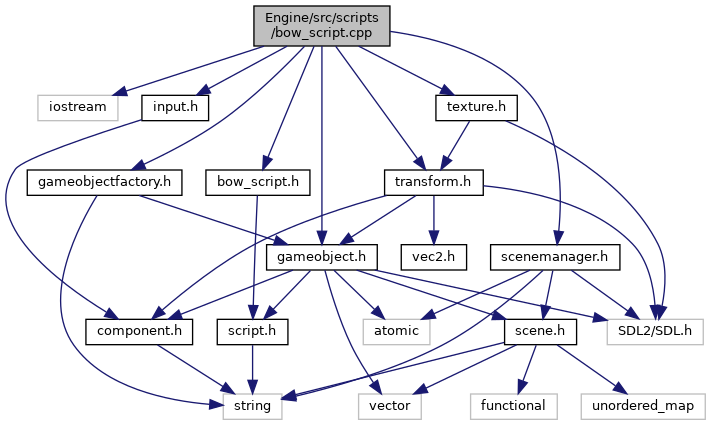 Engine/src/scripts
/bow_script.cpp
iostream
input.h
texture.h
gameobjectfactory.h
bow_script.h
transform.h
gameobject.h
vec2.h
scenemanager.h
component.h
script.h
atomic
scene.h
SDL2/SDL.h
string
vector
functional
unordered_map